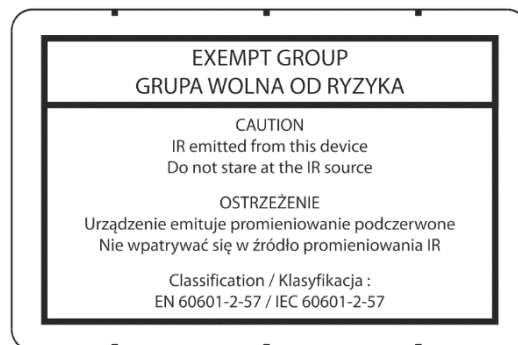 EXEMPT GROUP
GRUPA WOLNA OD RYZYKA
CAUTION
IR emitted from this device
Do not stare at the IR source
OSTRZEŻENIE
Urządzenie emituje promieniowanie podczerwone
Nie wpatrywać się w źródło promieniowania IR
Classification / Klasyfikacja :
EN 60601-2-57 / IEC 60601-2-57